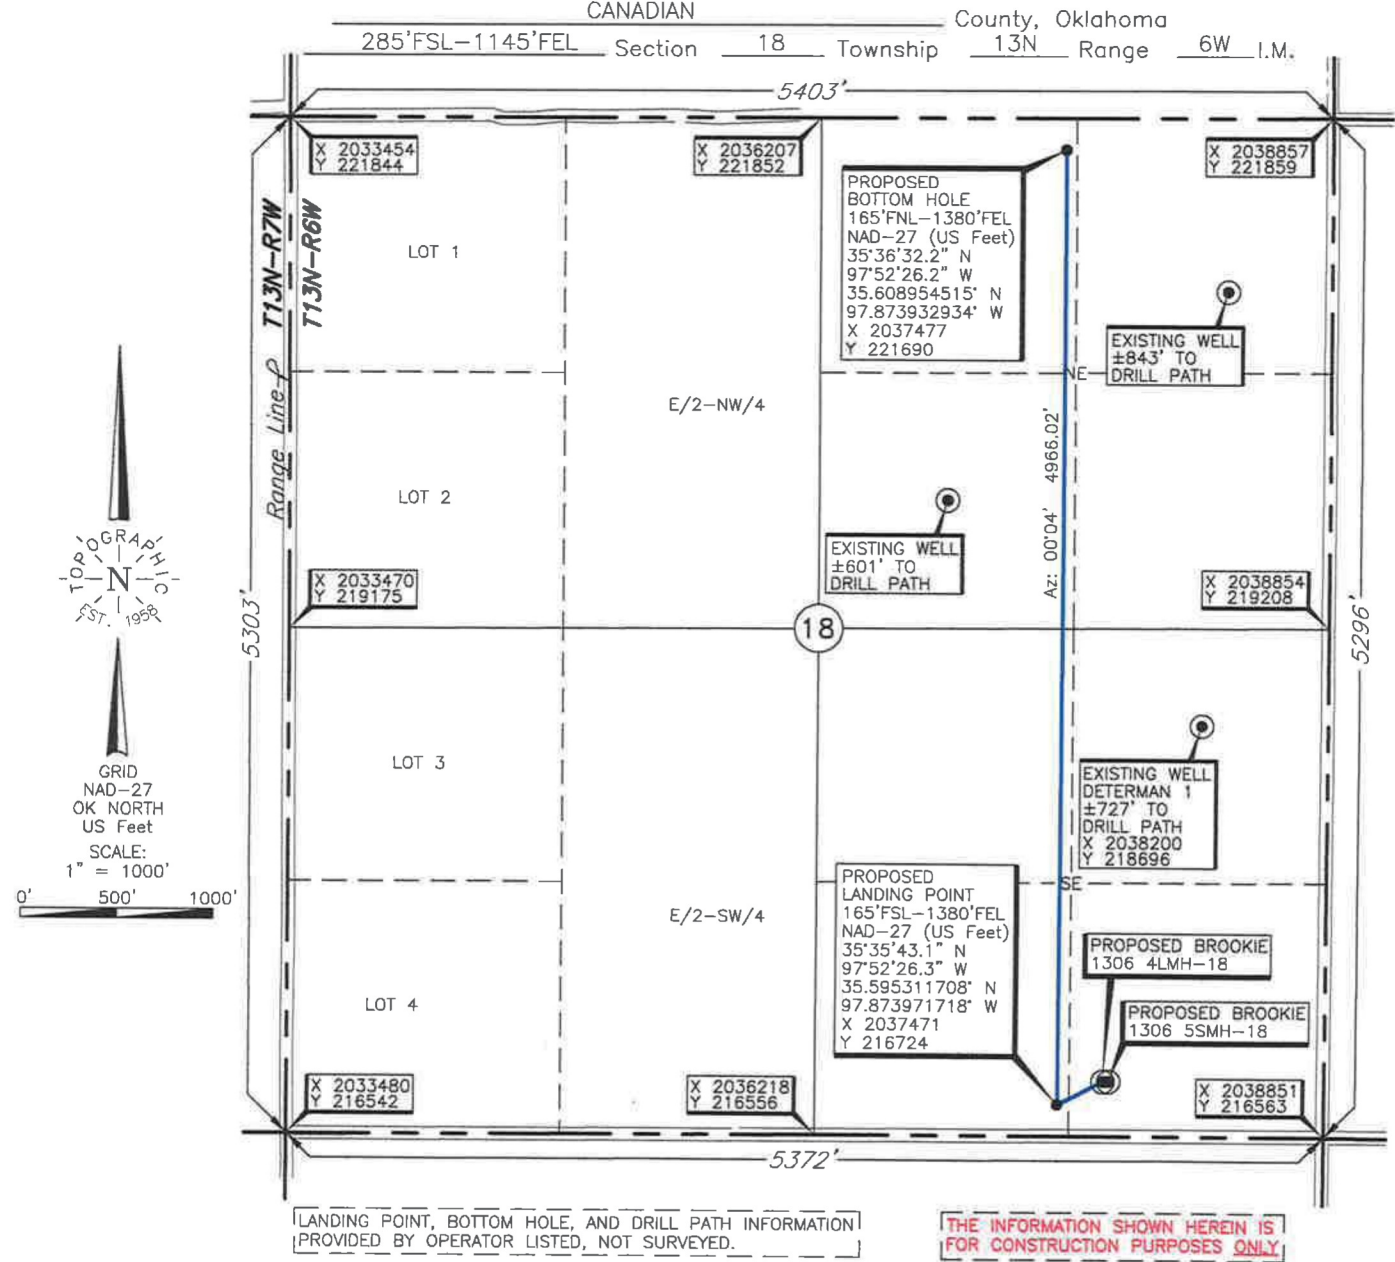 CANADIAN County, Oklahoma
285'FSL-1145'FEL Section 18 Township 13N Range 6W I.M.
5403'
X 2033454
Y 221844
X 2036207
Y 221852
X 2038857
Y 221859
PROPOSED
BOTTOM HOLE
165'FNL-1380'FEL
NAD-27 (US Feet)
35°36'32.2" N
97°52'26.2" W
35.608954515° N
97.873932934° W
X 2037477
Y 221690
T13N-R7W
T13N-R6W
LOT 1
EXISTING WELL
±843' TO
DRILL PATH
NE
Range Line
E/2-NW/4
LOT 2
Az: 00°04' 4966.02'
EXISTING WELL
±601' TO
DRILL PATH
TOPOGRAPHIC
N
EST. 1958
X 2033470
Y 219175
X 2038854
Y 219208
5303'
18
5296'
GRID
NAD-27
OK NORTH
US Feet
SCALE:
1" = 1000'
0' 500' 1000'
LOT 3
EXISTING WELL
DETERMAN 1
±727' TO
DRILL PATH
X 2038200
Y 218696
SE
PROPOSED
LANDING POINT
165'FSL-1380'FEL
NAD-27 (US Feet)
35°35'43.1" N
97°52'26.3" W
35.595311708° N
97.873971718° W
X 2037471
Y 216724
E/2-SW/4
PROPOSED BROOKIE
1306 4LMH-18
LOT 4
PROPOSED BROOKIE
1306 5SMH-18
X 2033480
Y 216542
X 2036218
Y 216556
X 2038851
Y 216563
5372'
LANDING POINT, BOTTOM HOLE, AND DRILL PATH INFORMATION
PROVIDED BY OPERATOR LISTED, NOT SURVEYED.
THE INFORMATION SHOWN HEREIN IS
FOR CONSTRUCTION PURPOSES ONLY